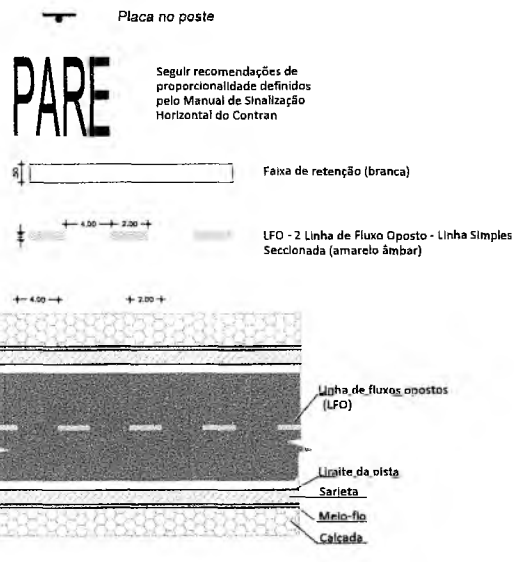 Placa no poste
PARE
Seguir recomendações de
proporcionalidade definidos
pelo Manual de Sinalização
Horizontal do Contran
Faixa de retenção (branca)
4.00 2.00
LFO - 2 Linha de Fluxo Oposto - Linha Simples
Seccionada (amarelo âmbar)
4.00 2.00
Linha de fluxos opostos
(LFO)
Limite da pista
Sarjeta
Meio-fio
Calçada